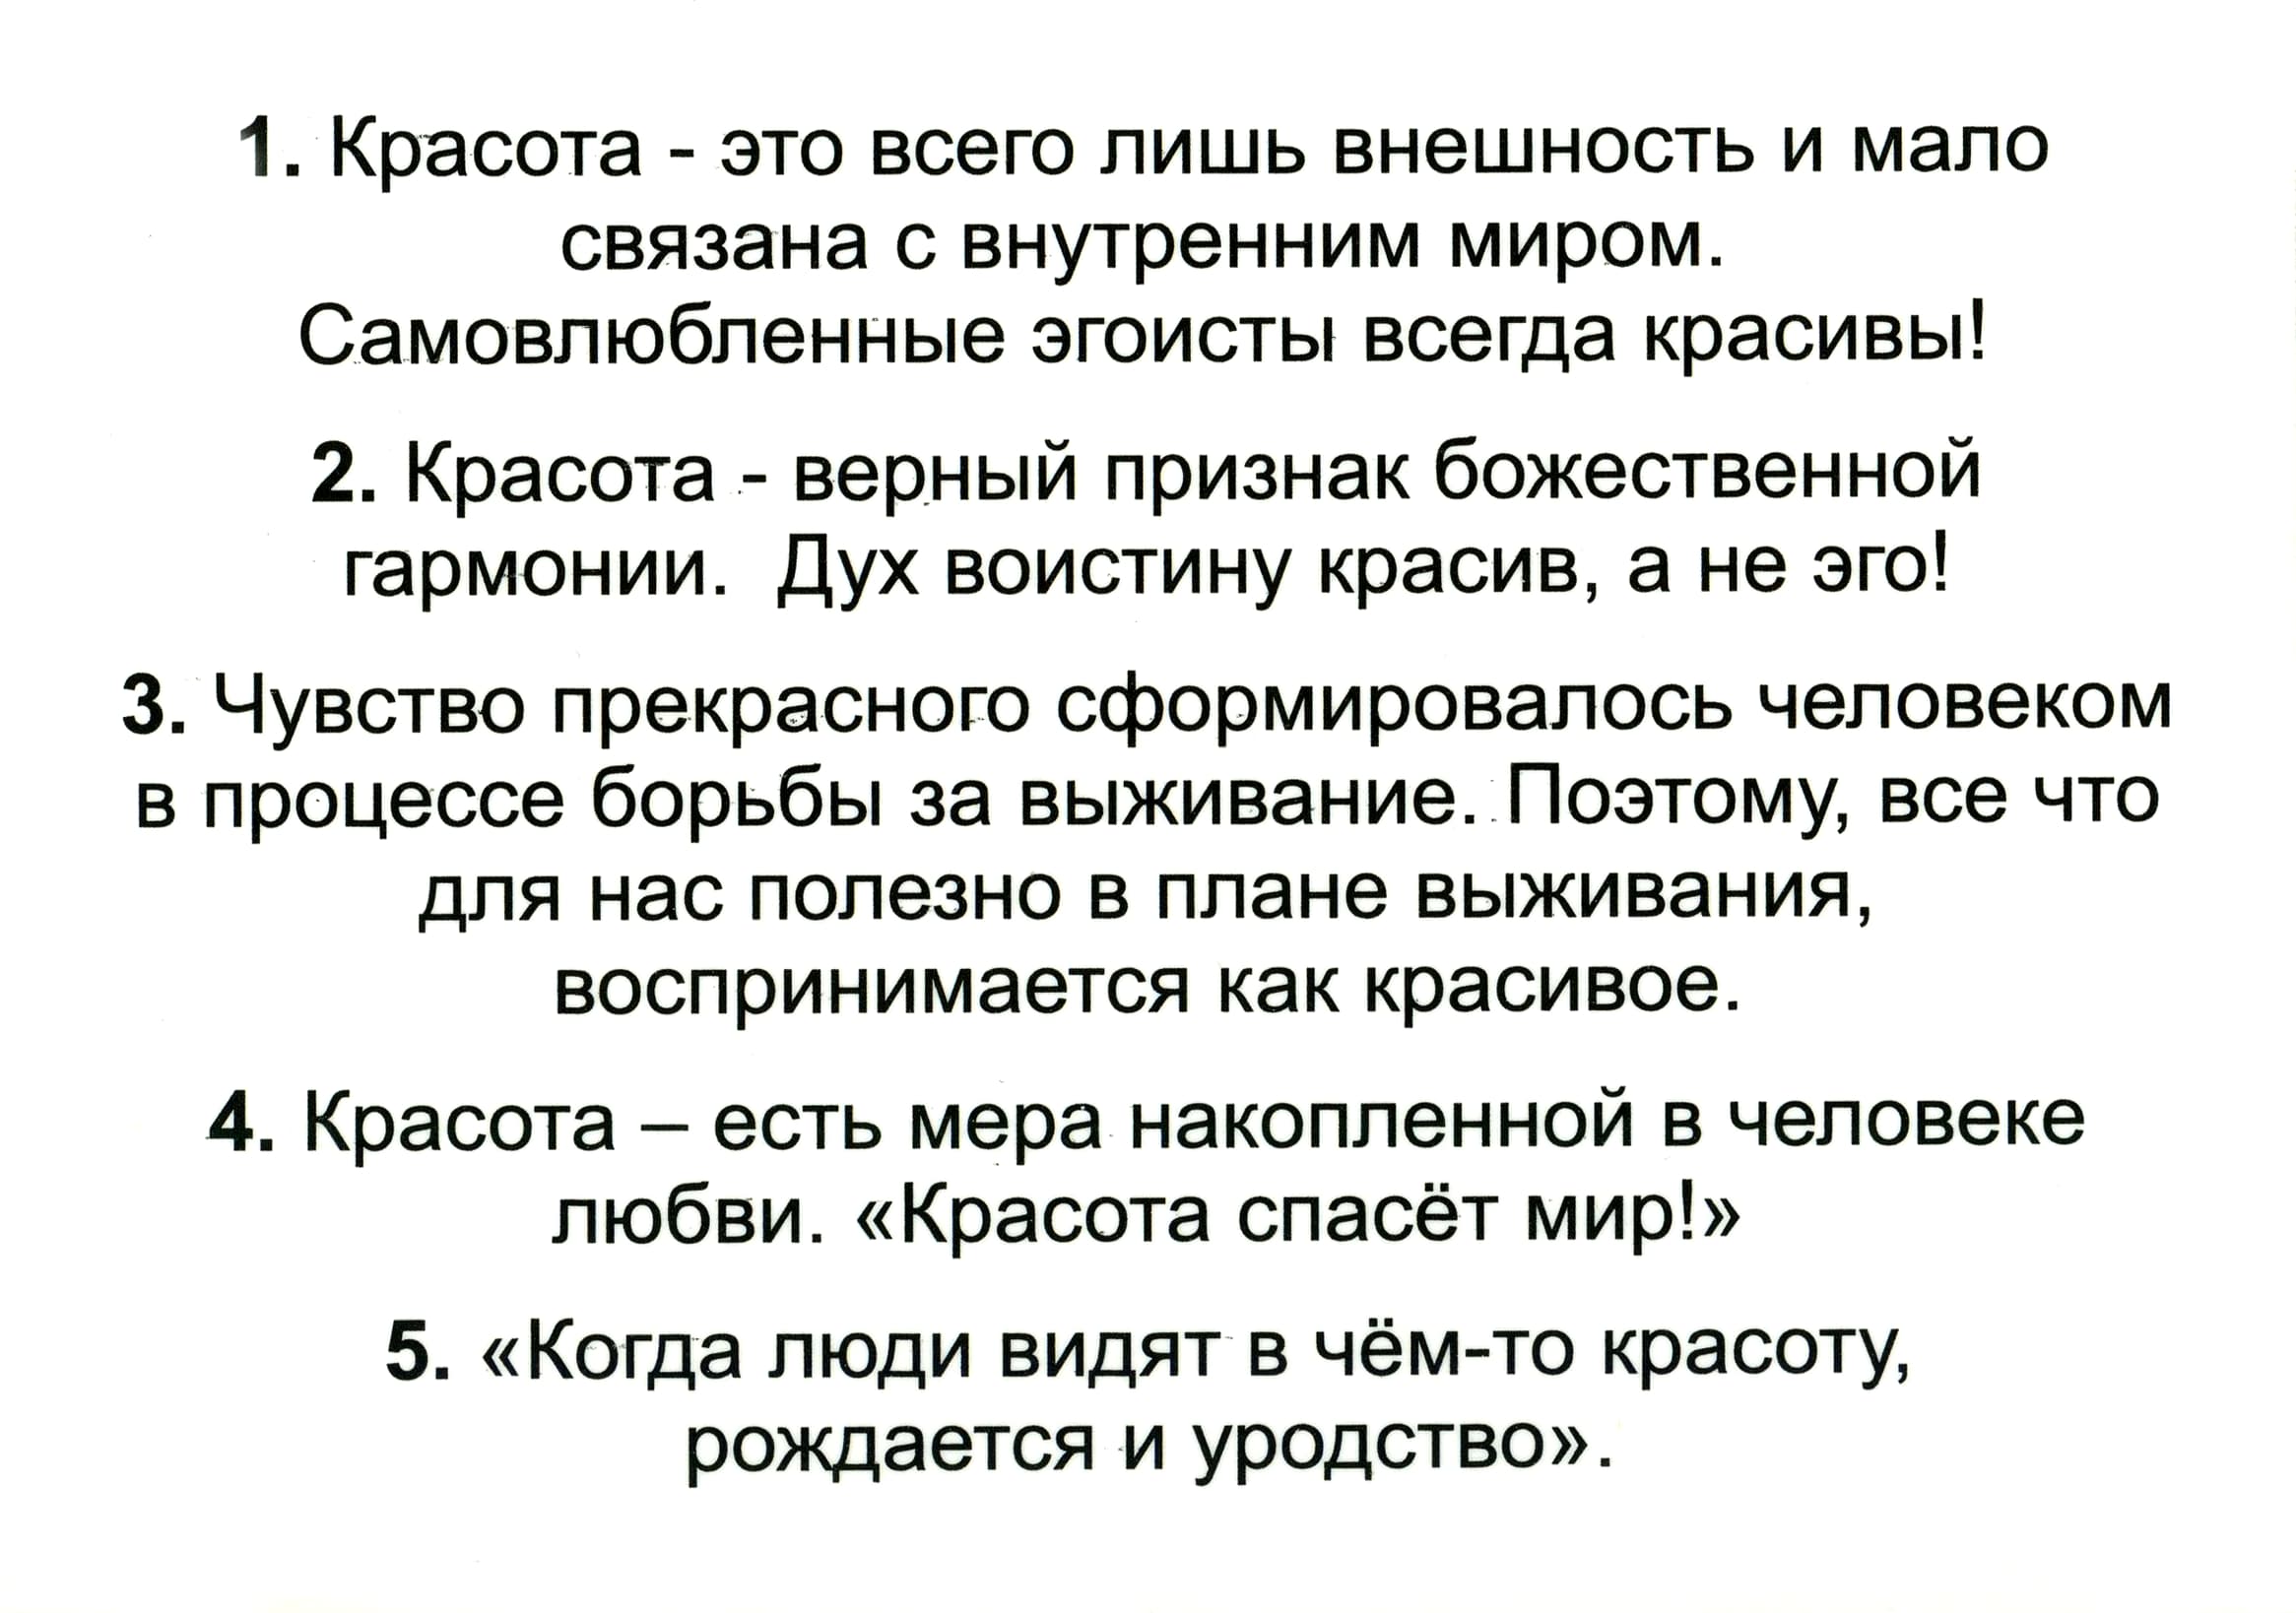 1. Красота - это всего лишь внешность и мало
связана с внутренним миром.
Самовлюбленные эгоисты всегда красивы!
2. Красота - верный признак божественной
гармонии. Дух воистину красив, а не эго!
3. Чувство прекрасного сформировалось человеком
в процессе борьбы за выживание. Поэтому, все что
для нас полезно в плане выживания,
воспринимается как красивое.
4. Красота – есть мера накопленной в человеке
любви. «Красота спасёт мир!»
5. «Когда люди видят в чём-то красоту,
рождается и уродство».